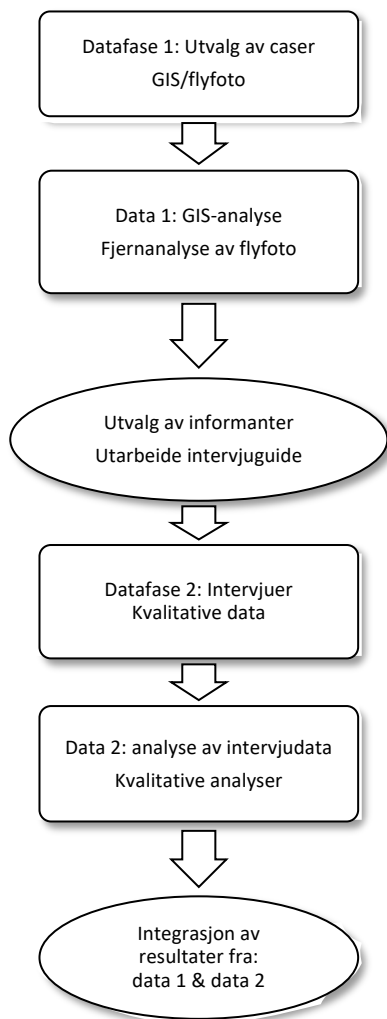 Datafase 1: Utvalg av caser
GIS/flyfoto
Data 1: GIS-analyse
Fjernanalyse av flyfoto
Utvalg av informanter
Utarbeide intervjuguide
Datafase 2: Intervjuer
Kvalitative data
Data 2: analyse av intervjudata
Kvalitative analyser
Integrasjon av
resultater fra:
data 1 & data 2